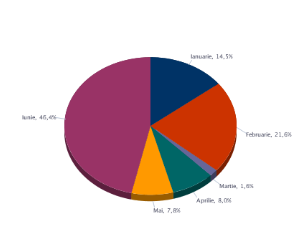 Ianuarie, 14,5%
Iunie, 46,4%
Februarie, 21,6%
Martie, 1,6%
Aprilie, 8,0%
Mai, 7,8%